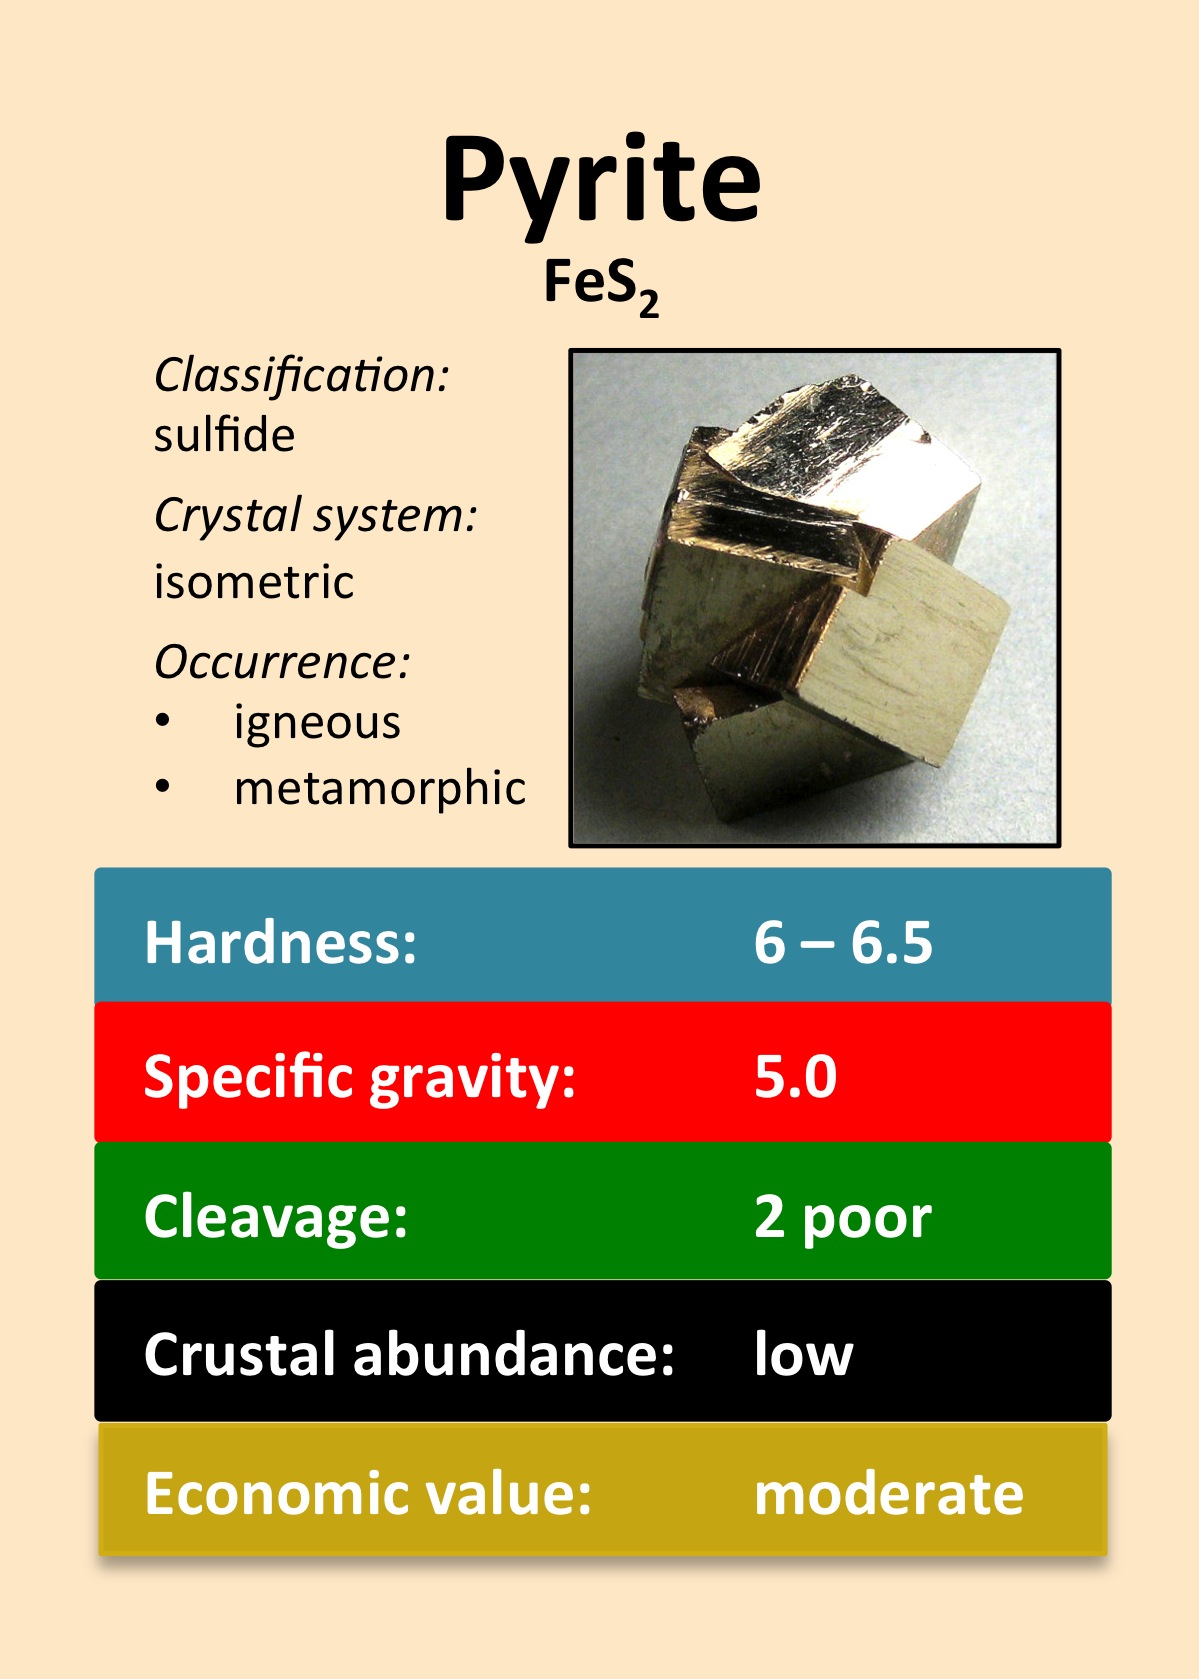 Pyrite
FeS₂
Classification:
sulfide
Crystal system:
isometric
Occurrence:
• igneous
• metamorphic
Hardness: 6 – 6.5
Specific gravity: 5.0
Cleavage: 2 poor
Crustal abundance: low
Economic value: moderate